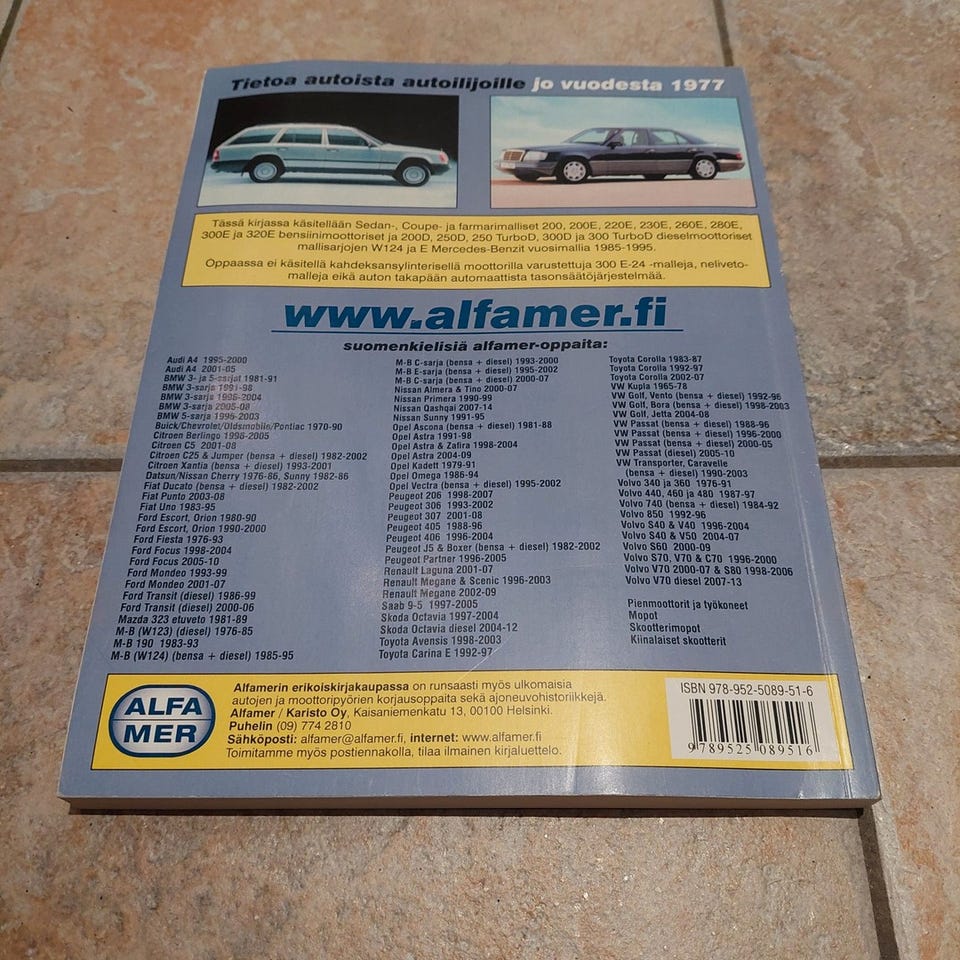 Tietoa autoista autoilijoille jo vuodesta 1977
Tässä kirjassa käsitellään Sedan-, Coupe- ja farmarimalliset 200, 200E, 220E, 230E, 260E, 280E,
300E ja 320E bensiinimoottoriset ja 200D, 250D, 250 TurboD, 300D ja 300 TurboD dieselmoottoriset
mallisarjojen W124 ja E Mercedes-Benzit vuosimallia 1985-1995.
Oppaassa ei käsitellä kahdeksansylinterisellä moottorilla varustettuja 300 E-24 -malleja, neliveto-
malleja eikä auton takapään automaattista tasonsäätöjärjestelmää.
www.alfamer.fi
suomenkielisiä alfamer-oppaita:
Audi A4 1995-2000
Audi A4 2001-05
BMW 3- ja 5-sarjat 1981-91
BMW 3-sarja 1991-98
BMW 3-sarja 1998-2004
BMW 3-sarja 2005-08
BMW 5-sarja 1996-2003
Buick/Chevrolet/Oldsmobile/Pontiac 1970-90
Citroen Berlingo 1998-2005
Citroen C5 2001-08
Citroen C25 & Jumper (bensa + diesel) 1982-2002
Citroen Xantia (bensa + diesel) 1993-2001
Datsun/Nissan Cherry 1976-86, Sunny 1982-86
Fiat Ducato (bensa + diesel) 1982-2002
Fiat Punto 2003-08
Fiat Uno 1983-95
Ford Escort, Orion 1980-90
Ford Escort, Orion 1990-2000
Ford Fiesta 1976-93
Ford Focus 1998-2004
Ford Focus 2005-10
Ford Mondeo 1993-99
Ford Mondeo 2001-07
Ford Transit (diesel) 1986-99
Ford Transit (diesel) 2000-06
Mazda 323 etuveto 1981-89
M-B (W123) (diesel) 1976-85
M-B 190 1983-93
M-B (W124) (bensa + diesel) 1985-95
M-B C-sarja (bensa + diesel) 1993-2000
M-B E-sarja (bensa + diesel) 1995-2002
M-B C-sarja (bensa + diesel) 2000-07
Nissan Almera & Tino 2000-07
Nissan Primera 1990-99
Nissan Qashqai 2007-14
Nissan Sunny 1991-95
Opel Ascona (bensa + diesel) 1981-88
Opel Astra 1991-98
Opel Astra & Zafira 1998-2004
Opel Astra 2004-09
Opel Kadett 1979-91
Opel Omega 1986-94
Opel Vectra (bensa + diesel) 1995-2002
Peugeot 206 1998-2007
Peugeot 306 1993-2002
Peugeot 307 2001-08
Peugeot 405 1988-96
Peugeot 406 1996-2004
Peugeot J5 & Boxer (bensa + diesel) 1982-2002
Peugeot Partner 1996-2005
Renault Laguna 2001-07
Renault Megane & Scenic 1996-2003
Renault Megane 2002-09
Saab 9-5 1997-2005
Skoda Octavia 1997-2004
Skoda Octavia diesel 2004-12
Toyota Avensis 1998-2003
Toyota Carina E 1992-97
Toyota Corolla 1983-87
Toyota Corolla 1992-97
Toyota Corolla 2002-07
VW Kupla 1965-78
VW Golf, Vento (bensa + diesel) 1992-96
VW Golf, Bora (bensa + diesel) 1998-2003
VW Golf, Jetta 2004-08
VW Passat (bensa + diesel) 1988-96
VW Passat (bensa + diesel) 1996-2000
VW Passat (bensa + diesel) 2000-05
VW Passat (diesel) 2005-10
VW Transporter, Caravelle
(bensa + diesel) 1990-2003
Volvo 340 ja 360 1976-91
Volvo 440, 460 ja 480 1987-97
Volvo 740 (bensa + diesel) 1984-92
Volvo 850 1992-96
Volvo S40 & V40 1996-2004
Volvo S40 & V50 2004-07
Volvo S60 2000-09
Volvo S70, V70 & C70 1996-2000
Volvo V70 2000-07 & S80 1998-2006
Volvo V70 diesel 2007-13
Pienmoottorit ja työkoneet
Mopot
Skootterimopot
Kiinalaiset skootterit
ALFA
MER
Alfamerin erikoiskirjakaupassa on runsaasti myös ulkomaisia
autojen ja moottoripyörien korjausoppaita sekä ajoneuvohistoriikkejä.
Alfamer / Karisto Oy, Kaisaniemenkatu 13, 00100 Helsinki.
Puhelin (09) 774 2810
Sähköposti: alfamer@alfamer.fi, internet: www.alfamer.fi
Toimitamme myös postiennakolla, tilaa ilmainen kirjaluettelo.
ISBN 978-952-5089-51-6
9 789525 089516